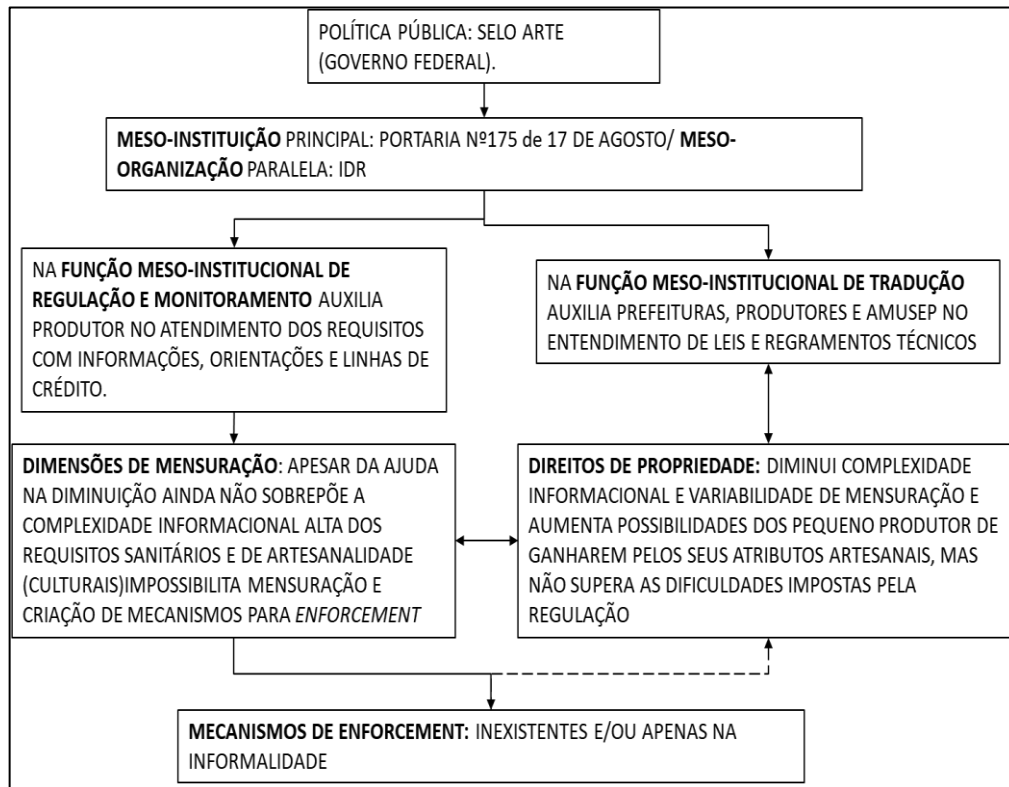 POLÍTICA PÚBLICA: SELO ARTE
(GOVERNO FEDERAL).
MESO-INSTITUIÇÃO PRINCIPAL: PORTARIA Nº175 de 17 DE AGOSTO/ MESO-
ORGANIZAÇÃO PARALELA: IDR
NA FUNÇÃO MESO-INSTITUCIONAL DE
REGULAÇÃO E MONITORAMENTO AUXILIA
PRODUTOR NO ATENDIMENTO DOS REQUISITOS
COM INFORMAÇÕES, ORIENTAÇÕES E LINHAS DE
CRÉDITO.
NA FUNÇÃO MESO-INSTITUCIONAL DE TRADUÇÃO
AUXILIA PREFEITURAS, PRODUTORES E AMUSEP NO
ENTENDIMENTO DE LEIS E REGRAMENTOS TÉCNICOS
DIMENSÕES DE MENSURAÇÃO: APESAR DA AJUDA
NA DIMINUIÇÃO AINDA NÃO SOBREPÕE A
COMPLEXIDADE INFORMACIONAL ALTA DOS
REQUISITOS SANITÁRIOS E DE ARTESANALIDADE
(CULTURAIS)IMPOSSIBILITA MENSURAÇÃO E
CRIAÇÃO DE MECANISMOS PARA ENFORCEMENT
DIREITOS DE PROPRIEDADE: DIMINUI COMPLEXIDADE
INFORMACIONAL E VARIABILIDADE DE MENSURAÇÃO E
AUMENTA POSSIBILIDADES DOS PEQUENO PRODUTOR DE
GANHAREM PELOS SEUS ATRIBUTOS ARTESANAIS, MAS
NÃO SUPERA AS DIFICULDADES IMPOSTAS PELA
REGULAÇÃO
MECANISMOS DE ENFORCEMENT: INEXISTENTES E/OU APENAS NA
INFORMALIDADE